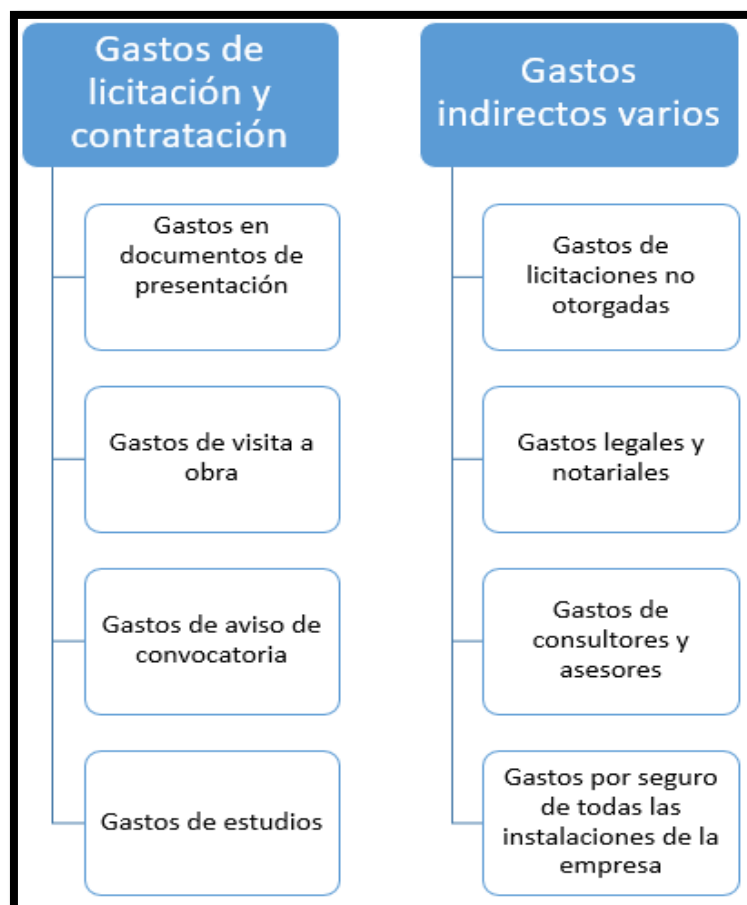 Gastos de
licitación y
contratación
Gastos en
documentos de
presentación
Gastos de visita a
obra
Gastos de aviso de
convocatoria
Gastos de estudios
Gastos
indirectos varios
Gastos de
licitaciones no
otorgadas
Gastos legales y
notariales
Gastos de
consultores y
asesores
Gastos por seguro
de todas las
instalaciones de la
empresa